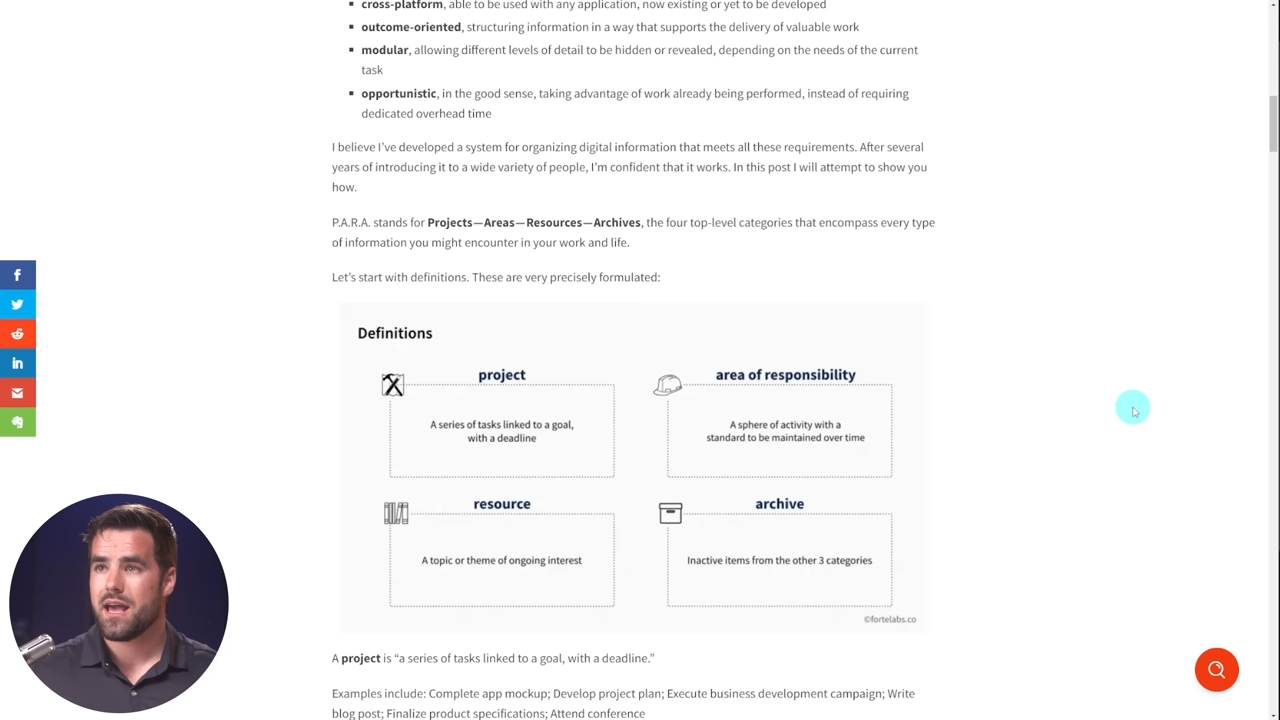 cross-platform, able to be used with any application, now existing or yet to be developed
outcome-oriented, structuring information in a way that supports the delivery of valuable work
modular, allowing different levels of detail to be hidden or revealed, depending on the needs of the current
task
opportunistic, in the good sense, taking advantage of work already being performed, instead of requiring
dedicated overhead time
I believe I’ve developed a system for organizing digital information that meets all these requirements. After several
years of introducing it to a wide variety of people, I’m confident that it works. In this post I will attempt to show you
how.
P.A.R.A. stands for Projects—Areas—Resources—Archives, the four top-level categories that encompass every type
of information you might encounter in your work and life.
Let’s start with definitions. These are very precisely formulated:
Definitions
project
A series of tasks linked to a goal,
with a deadline
area of responsibility
A sphere of activity with a
standard to be maintained over time
resource
A topic or theme of ongoing interest
archive
Inactive items from the other 3 categories
©fortelabs.co
A project is “a series of tasks linked to a goal, with a deadline.”
Examples include: Complete app mockup; Develop project plan; Execute business development campaign; Write
blog post; Finalize product specifications; Attend conference